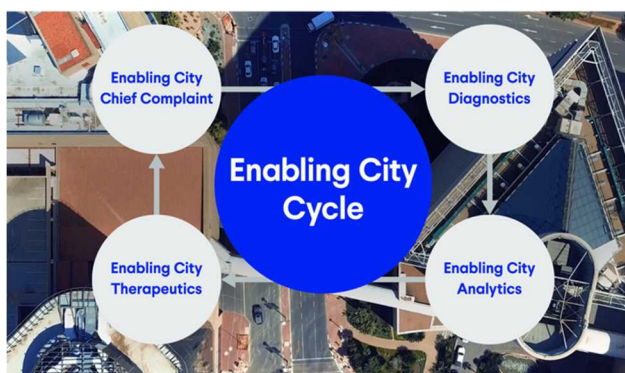 Enabling City
Chief Complaint
Enabling City
Diagnostics
Enabling City
Cycle
Enabling City
Therapeutics
Enabling City
Analytics